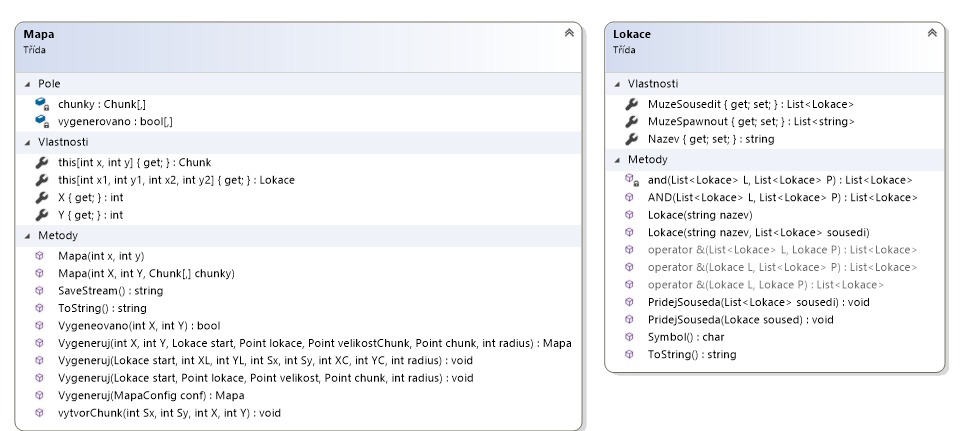 Mapa
Třída
Pole
chunky : Chunk[,]
vygenerovano : bool[,]
Vlastnosti
this[int x, int y] { get; } : Chunk
this[int x1, int y1, int x2, int y2] { get; } : Lokace
X { get; } : int
Y { get; } : int
Metody
Mapa(int x, int y)
Mapa(int X, int Y, Chunk[,] chunky)
SaveStream() : string
ToString() : string
Vygeneovano(int X, int Y) : bool
Vygeneruj(int X, int Y, Lokace start, Point lokace, Point velikostChunk, Point chunk, int radius) : Mapa
Vygeneruj(Lokace start, int XL, int YL, int Sx, int Sy, int XC, int YC, int radius) : void
Vygeneruj(Lokace start, Point lokace, Point velikost, Point chunk, int radius) : void
Vygeneruj(MapaConfig conf) : Mapa
vytvorChunk(int Sx, int Sy, int X, int Y) : void
Lokace
Třída
Vlastnosti
MuzeSousedit { get; set; } : List<Lokace>
MuzeSpawnout { get; set; } : List<string>
Nazev { get; set; } : string
Metody
and(List<Lokace> L, List<Lokace> P) : List<Lokace>
AND(List<Lokace> L, List<Lokace> P) : List<Lokace>
Lokace(string nazev)
Lokace(string nazev, List<Lokace> sousedi)
operator &(List<Lokace> L, Lokace P) : List<Lokace>
operator &(Lokace L, List<Lokace> P) : List<Lokace>
operator &(Lokace L, Lokace P) : List<Lokace>
PridejSouseda(List<Lokace> sousedi) : void
PridejSouseda(Lokace soused) : void
Symbol() : char
ToString() : string